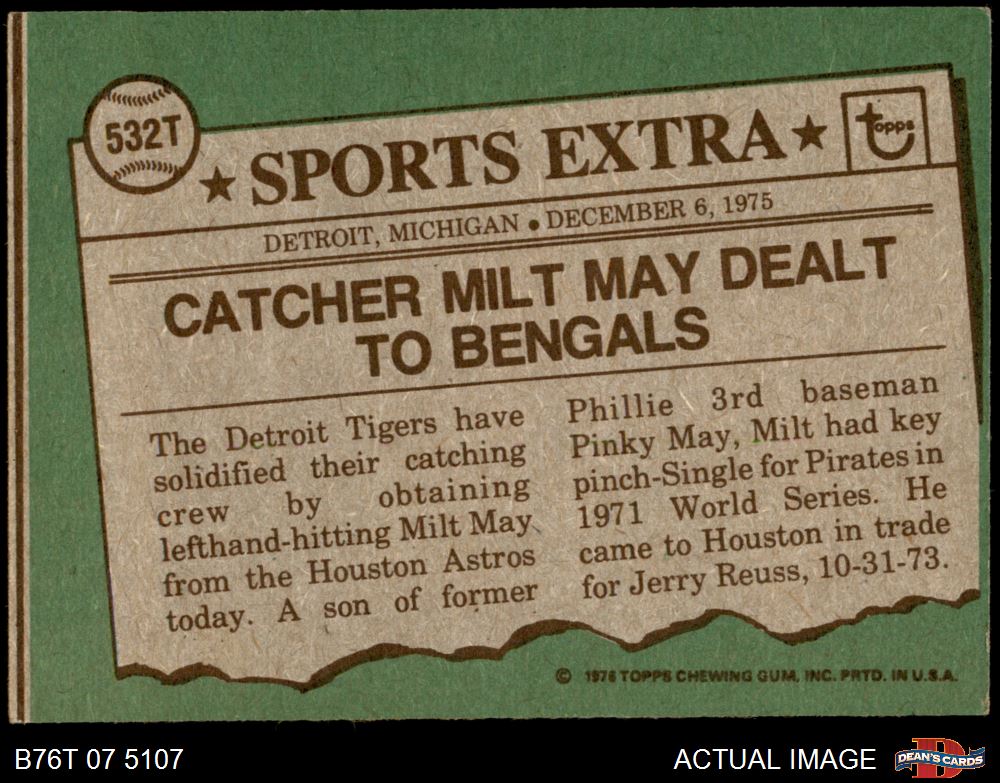 532T
★ SPORTS EXTRA ★
topps
DETROIT, MICHIGAN • DECEMBER 6, 1975
CATCHER MILT MAY DEALT
TO BENGALS
The Detroit Tigers have
solidified their catching
crew by obtaining
lefthand-hitting Milt May
from the Houston Astros
today. A son of former
Phillie 3rd baseman
Pinky May, Milt had key
pinch-Single for Pirates in
1971 World Series. He
came to Houston in trade
for Jerry Reuss, 10-31-73.
© 1976 TOPPS CHEWING GUM, INC. PRTD. IN U.S.A.
B76T 07 5107
ACTUAL IMAGE
D
DEAN'S CARDS